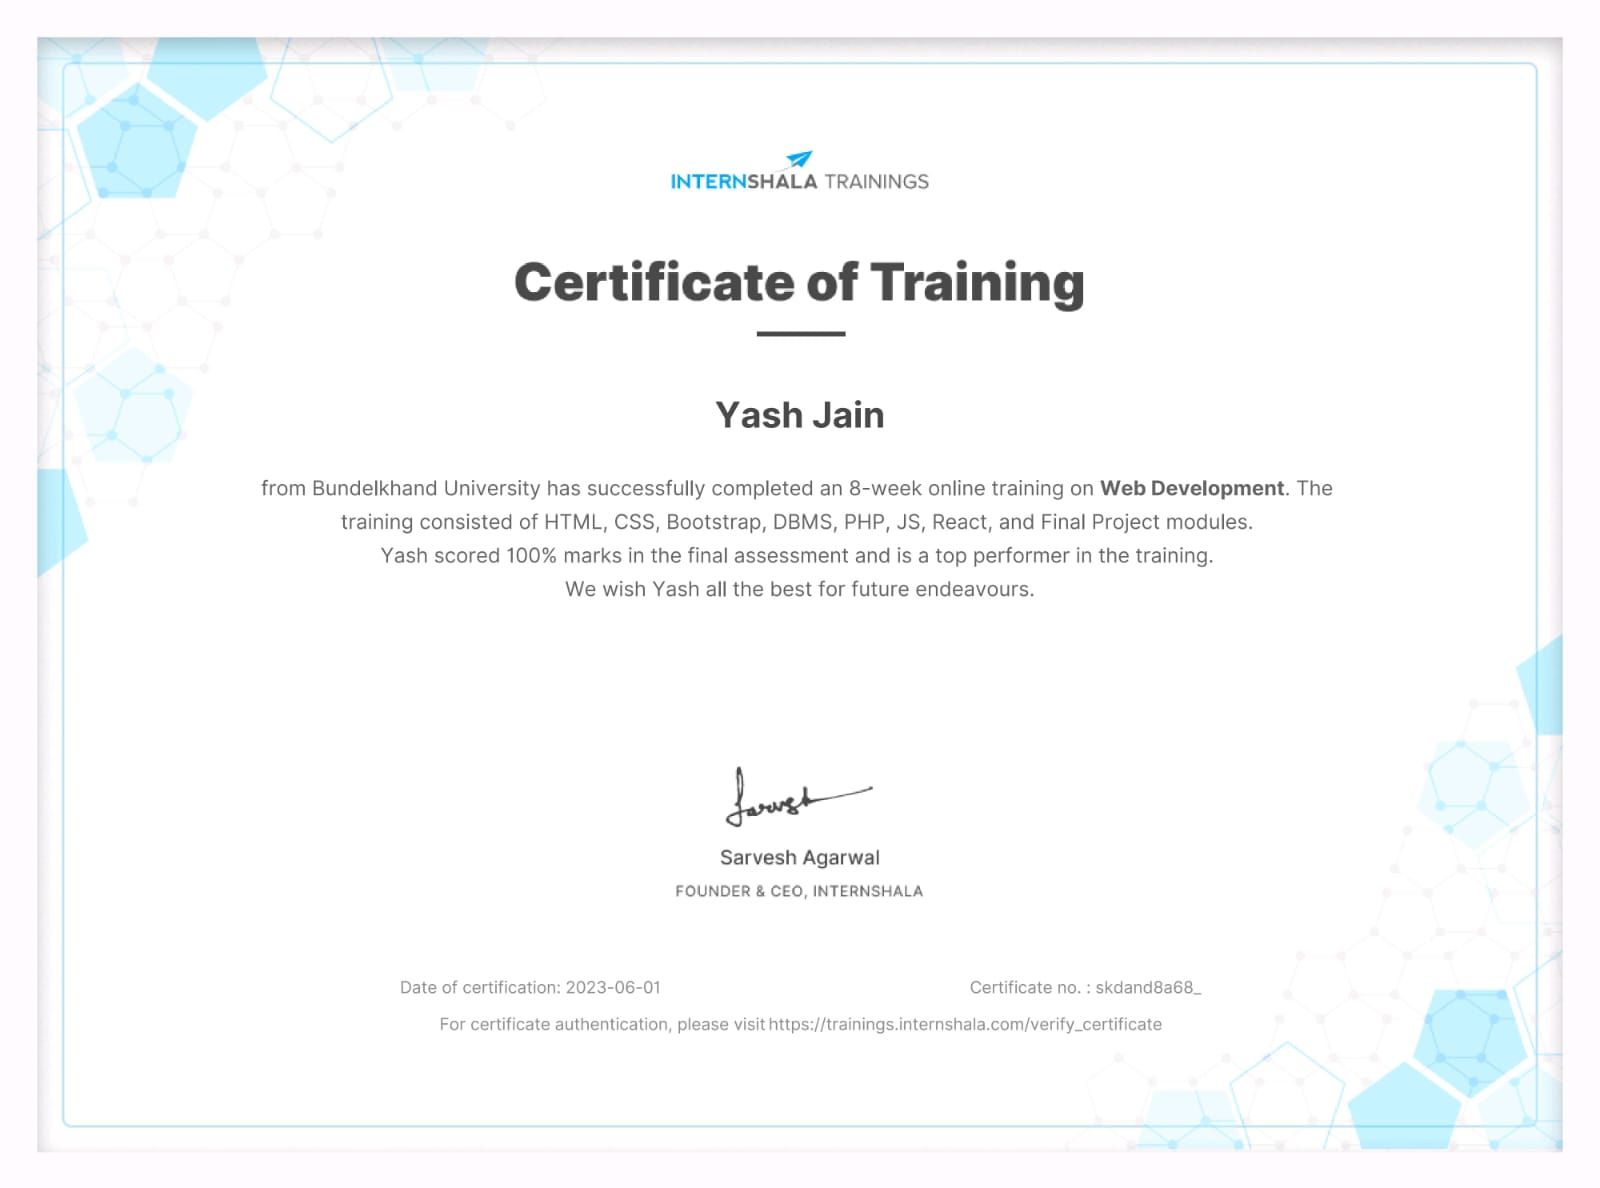 INTERNSHALA TRAININGS
Certificate of Training
Yash Jain
from Bundelkhand University has successfully completed an 8-week online training on Web Development. The
training consisted of HTML, CSS, Bootstrap, DBMS, PHP, JS, React, and Final Project modules.
Yash scored 100% marks in the final assessment and is a top performer in the training.
We wish Yash all the best for future endeavours.
Sarvesh
Sarvesh Agarwal
FOUNDER & CEO, INTERNSHALA
Date of certification: 2023-06-01 Certificate no. : skdand8a68_
For certificate authentication, please visit https://trainings.internshala.com/verify_certificate